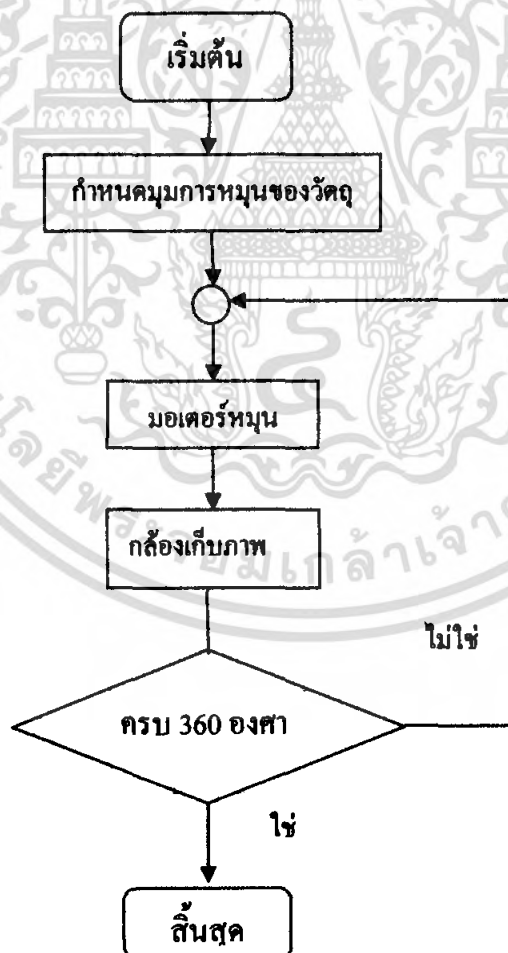 เริ่มต้น
กำหนดมุมการหมุนของวัตถุ
มอเตอร์หมุน
กล้องเก็บภาพ
ไม่ใช่
ครบ 360 องศา
ใช่
สิ้นสุด